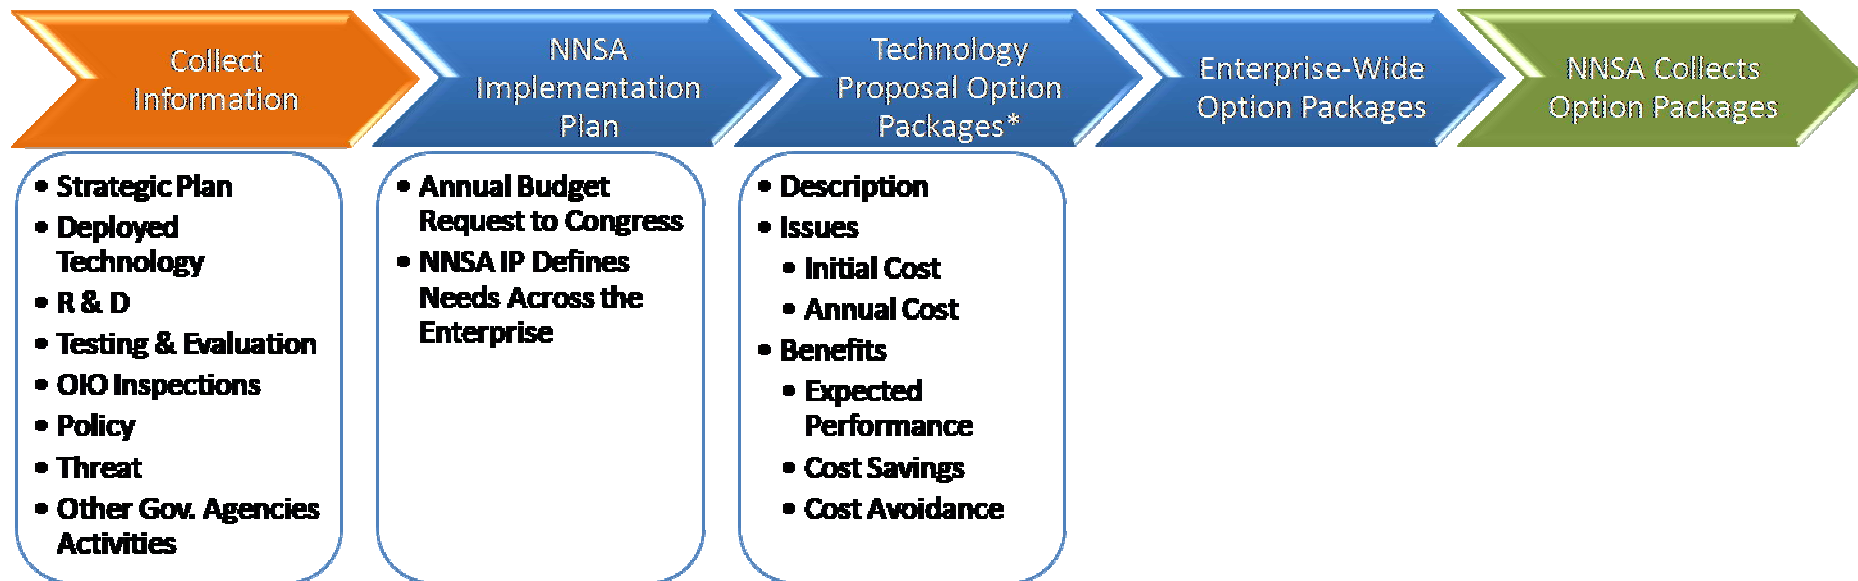 Collect
Information
NNSA
Implementation
Plan
Technology
Proposal Option
Packages*
Enterprise-Wide
Option Packages
NNSA Collects
Option Packages
• Strategic Plan
• Deployed
Technology
• R & D
• Testing & Evaluation
• OIO Inspections
• Policy
• Threat
• Other Gov. Agencies
Activities
• Annual Budget
Request to Congress
• NNSA IP Defines
Needs Across the
Enterprise
• Description
• Issues
• Initial Cost
• Annual Cost
• Benefits
• Expected
Performance
• Cost Savings
• Cost Avoidance